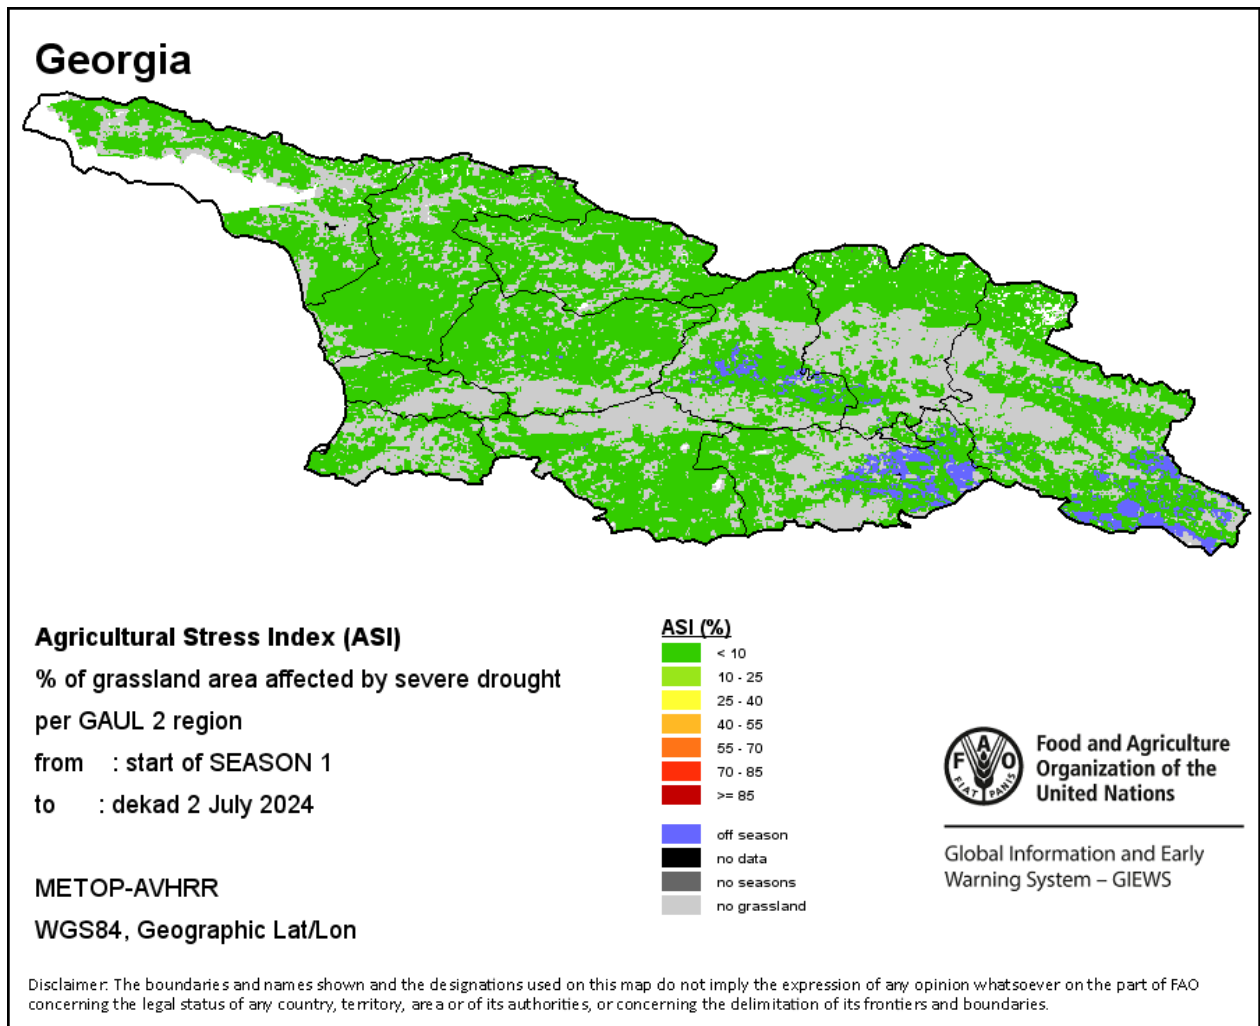 Georgia
Agricultural Stress Index (ASI)
% of grassland area affected by severe drought
per GAUL 2 region
from : start of SEASON 1
to : dekad 2 July 2024
METOP-AVHRR
WGS84, Geographic Lat/Lon
ASI (%)
< 10
10 - 25
25 - 40
40 - 55
55 - 70
70 - 85
>= 85
off season
no data
no seasons
no grassland
F A O
FIAT PANIS
Food and Agriculture
Organization of the
United Nations
Global Information and Early
Warning System – GIEWS
Disclaimer: The boundaries and names shown and the designations used on this map do not imply the expression of any opinion whatsoever on the part of FAO
concerning the legal status of any country, territory, area or of its authorities, or concerning the delimitation of its frontiers and boundaries.